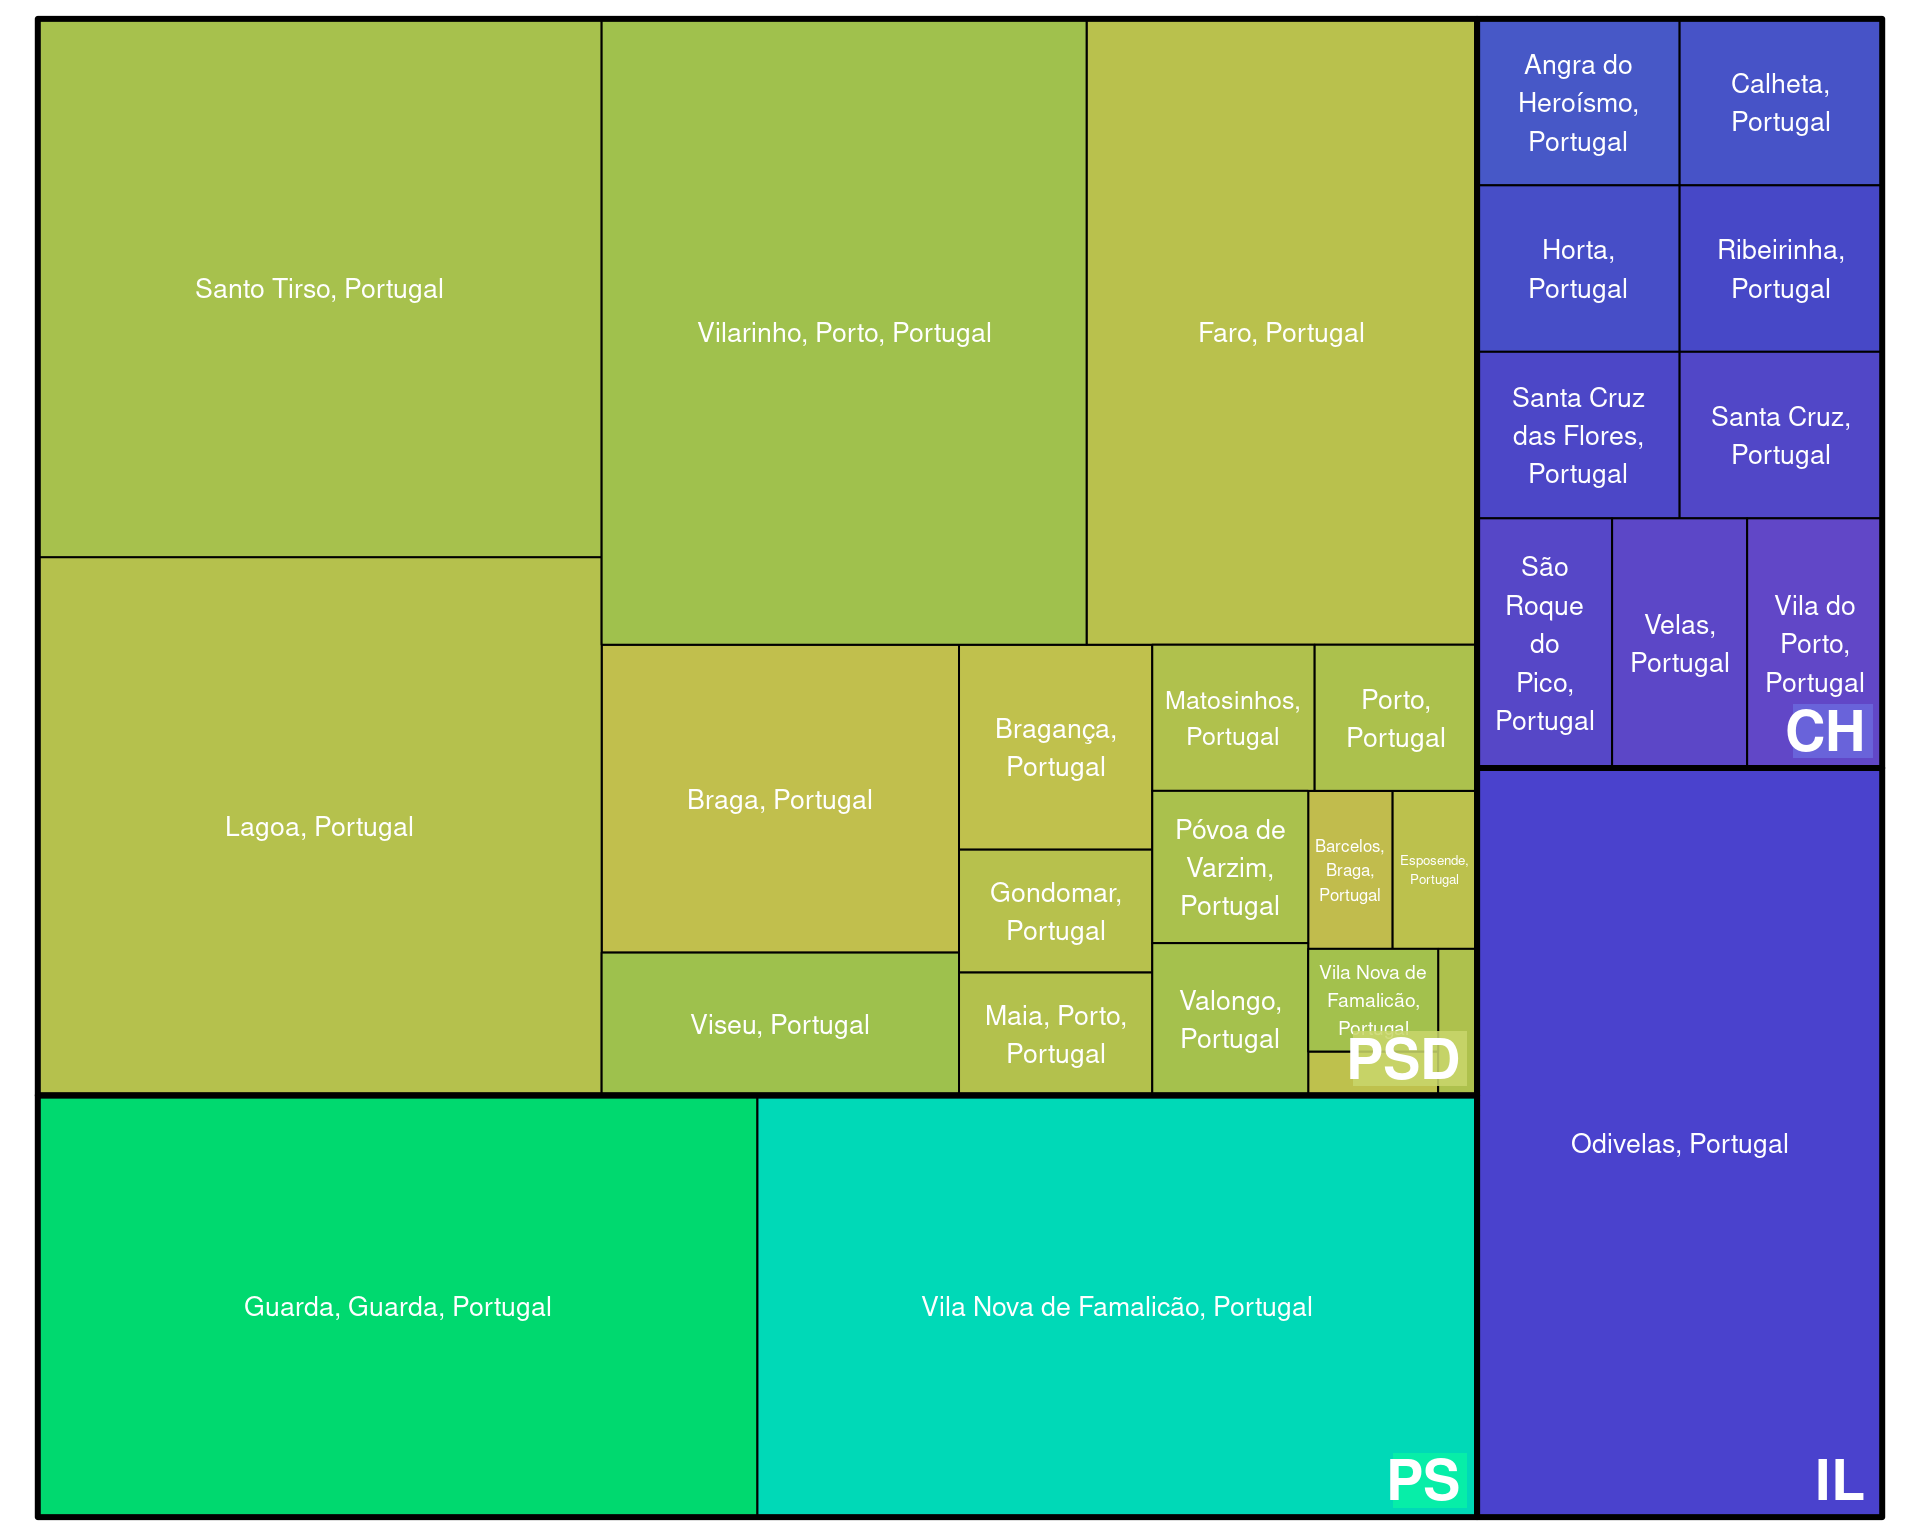 Santo Tirso, Portugal
Lagoa, Portugal
Vilarinho, Porto, Portugal
Faro, Portugal
Braga, Portugal
Viseu, Portugal
Bragança,
Portugal
Gondomar,
Portugal
Maia, Porto,
Portugal
Matosinhos,
Portugal
Porto,
Portugal
Póvoa de
Varzim,
Portugal
Valongo,
Portugal
Barcelos,
Braga,
Portugal
Esposende,
Portugal
Vila Nova de
Famalicão,
Portugal
PSD
Guarda, Guarda, Portugal
Vila Nova de Famalicão, Portugal
PS
Angra do
Heroísmo,
Portugal
Calheta,
Portugal
Horta,
Portugal
Ribeirinha,
Portugal
Santa Cruz
das Flores,
Portugal
Santa Cruz,
Portugal
São
Roque
do
Pico,
Portugal
Velas,
Portugal
Vila do
Porto,
Portugal
CH
Odivelas, Portugal
IL